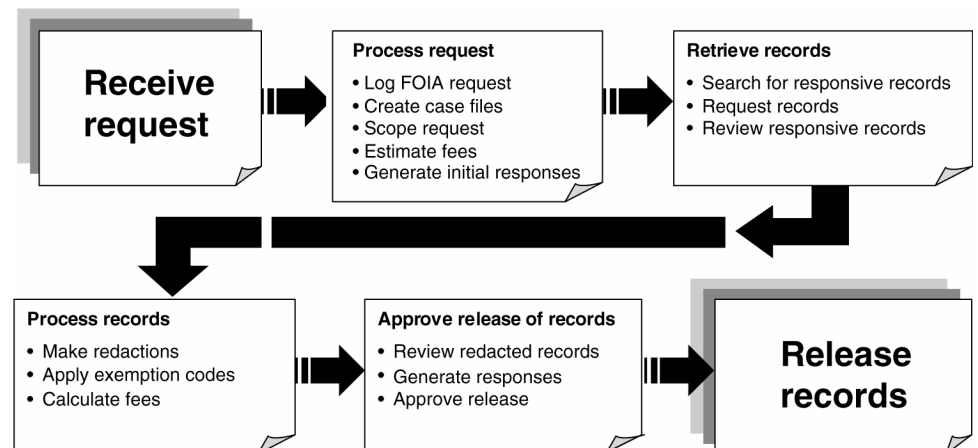 Receive
request
Process request
• Log FOIA request
• Create case files
• Scope request
• Estimate fees
• Generate initial responses
Retrieve records
• Search for responsive records
• Request records
• Review responsive records
Process records
• Make redactions
• Apply exemption codes
• Calculate fees
Approve release of records
• Review redacted records
• Generate responses
• Approve release
Release
records